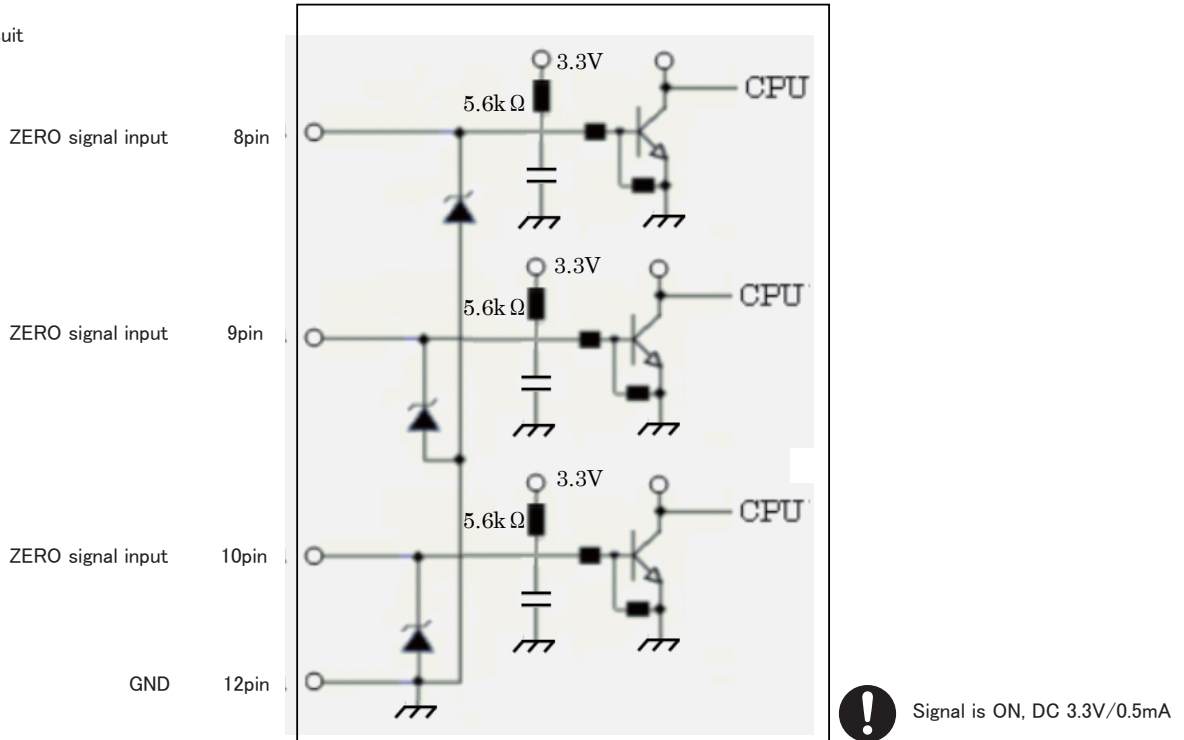 uit
3.3V
5.6kΩ
CPU
ZERO signal input 8pin
3.3V
5.6kΩ
CPU
ZERO signal input 9pin
3.3V
5.6kΩ
CPU
ZERO signal input 10pin
GND 12pin
Signal is ON, DC 3.3V/0.5mA